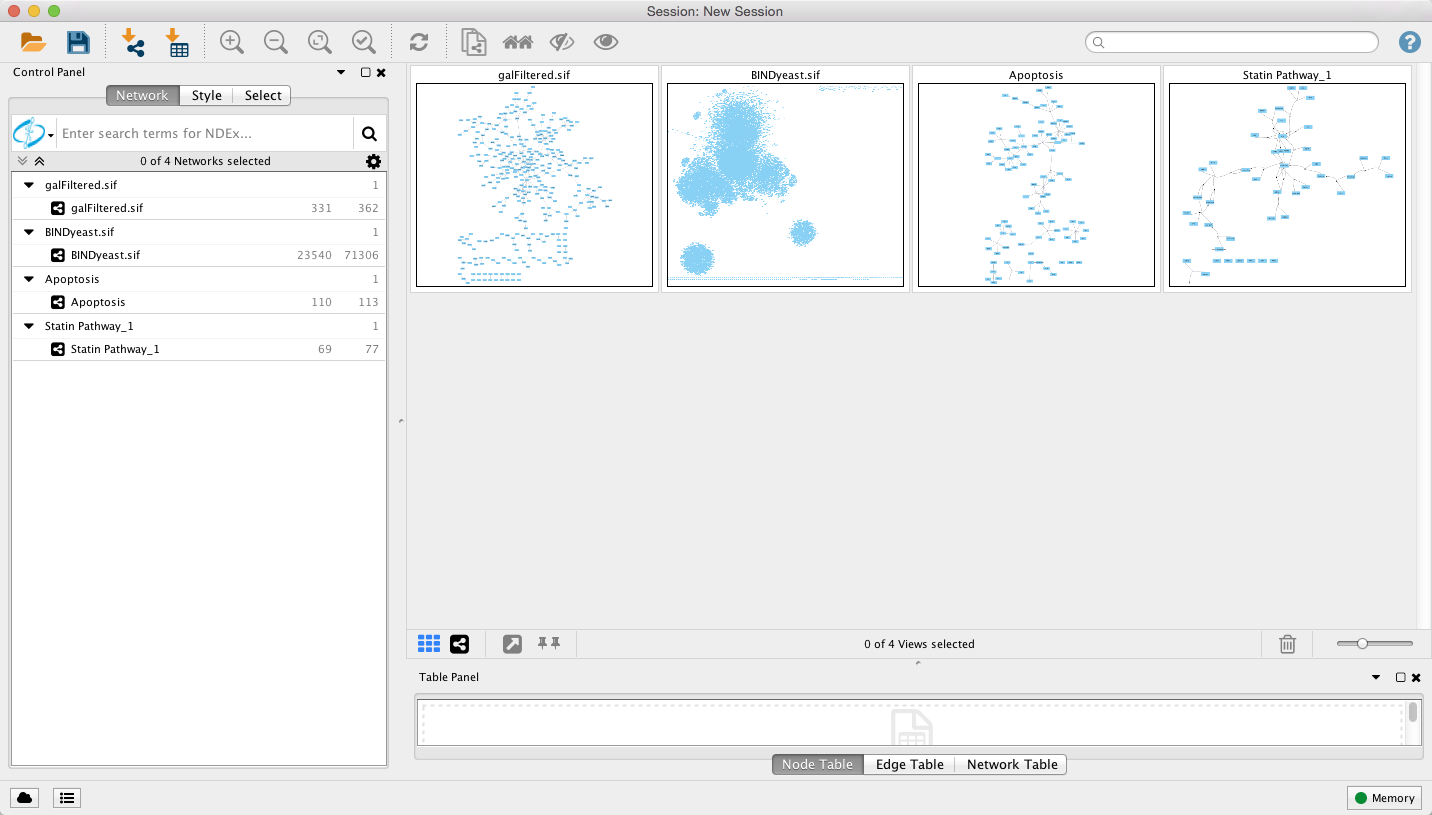 Session: New Session
Control Panel
Network Style Select
Enter search terms for NDEx...
0 of 4 Networks selected
galFiltered.sif 1
galFiltered.sif 331 362
BINDyeast.sif 1
BINDyeast.sif 23540 71306
Apoptosis 1
Apoptosis 110 113
Statin Pathway_1 1
Statin Pathway_1 69 77
galFiltered.sif
BINDyeast.sif
Apoptosis
Statin Pathway_1
0 of 4 Views selected
Table Panel
Node Table Edge Table Network Table
Memory